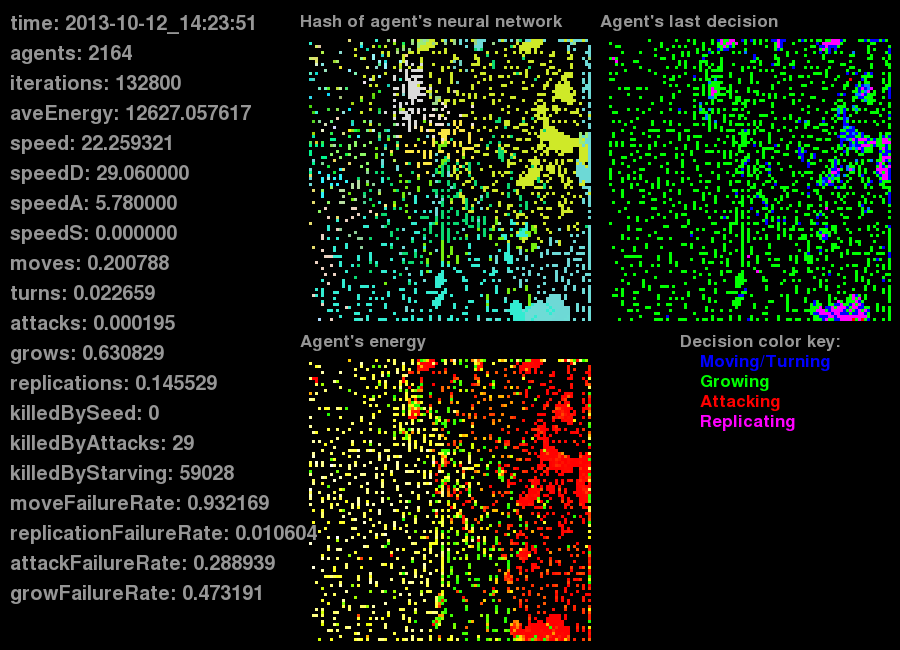 time: 2013-10-12_14:23:51
agents: 2164
iterations: 132800
aveEnergy: 12627.057617
speed: 22.259321
speedD: 29.060000
speedA: 5.780000
speedS: 0.000000
moves: 0.200788
turns: 0.022659
attacks: 0.000195
grows: 0.630829
replications: 0.145529
killedBySeed: 0
killedByAttacks: 29
killedByStarving: 59028
moveFailureRate: 0.932169
replicationFailureRate: 0.010604
attackFailureRate: 0.288939
growFailureRate: 0.473191
Hash of agent's neural network
Agent's last decision
Agent's energy
Decision color key:
Moving/Turning
Growing
Attacking
Replicating